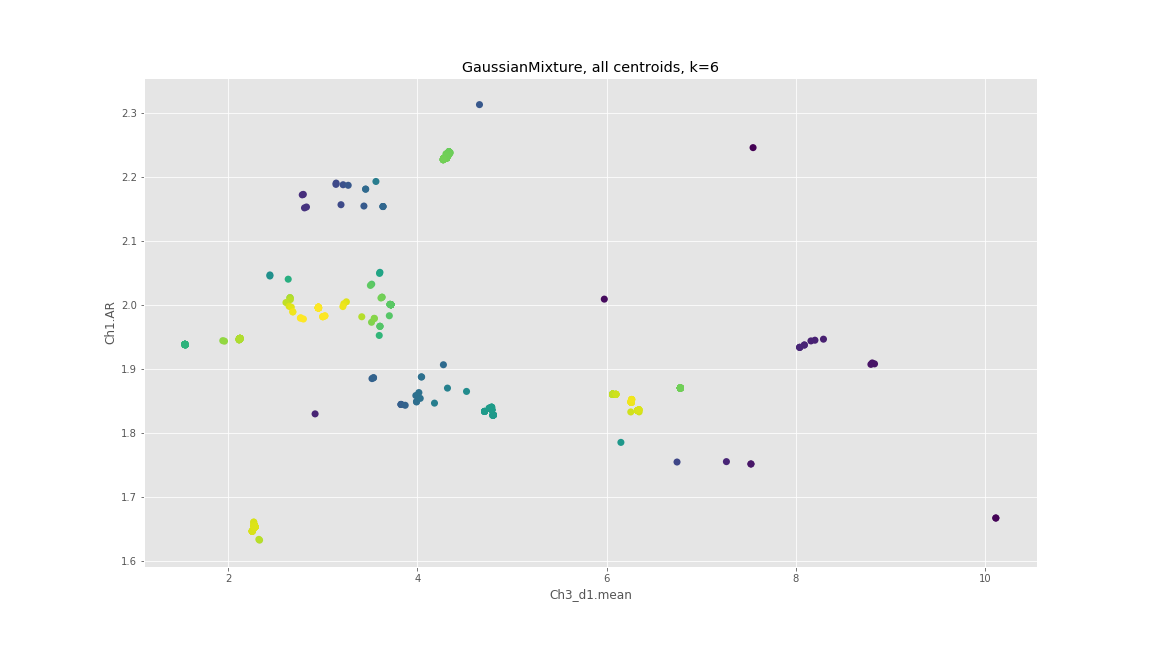 GaussianMixture, all centroids, k=6
2.3
2.2
2.1
2.0
1.9
1.8
1.7
1.6
Ch1.AR
2 4 6 8 10
Ch3_d1.mean